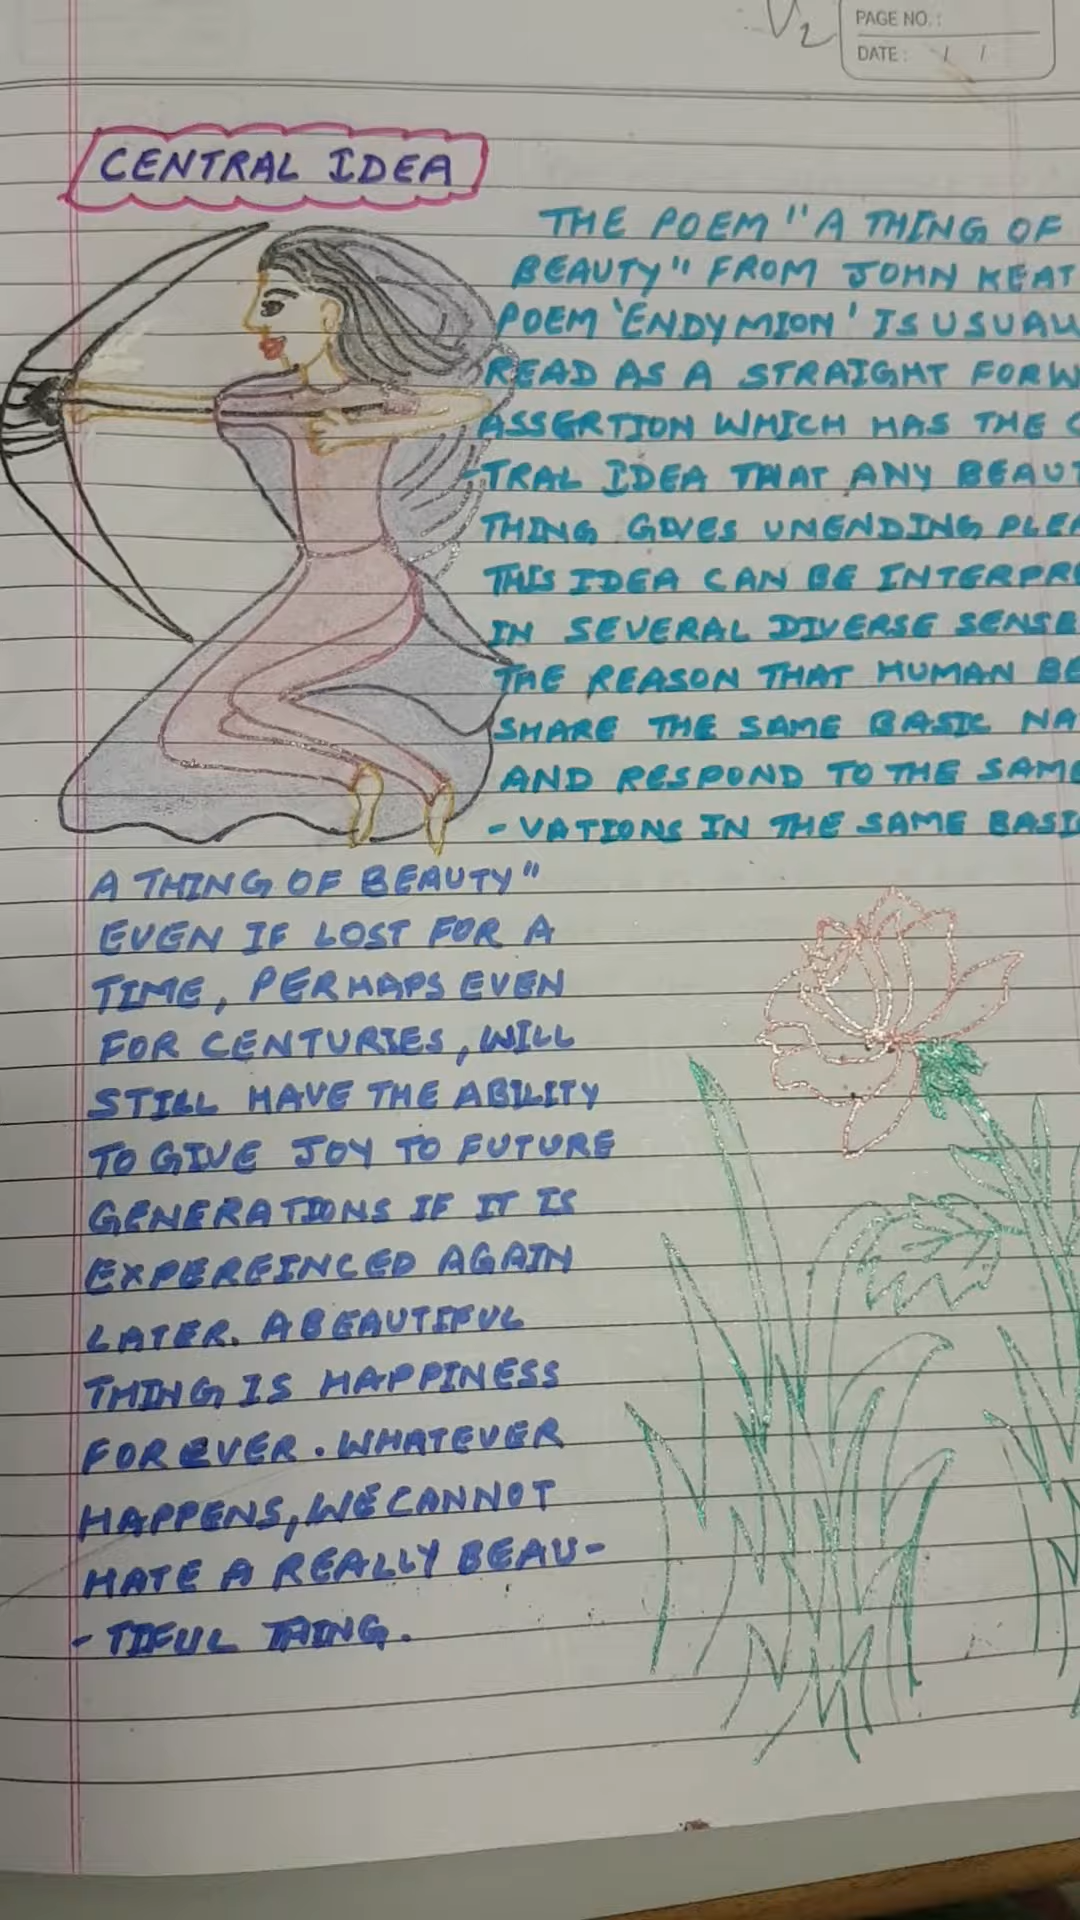 PAGE NO.:
DATE: / /
CENTRAL IDEA
THE POEM "A THING OF
BEAUTY" FROM JOHN KEAT
POEM 'ENDYMION' IS USUAL
READ AS A STRAIGHT FORW
ASSERTION WHICH HAS THE C
-TRAL IDEA THAT ANY BEAUT
THING GIVES UNENDING PLEA
THIS IDEA CAN BE INTERPRE
IN SEVERAL DIVERSE SENSE
THE REASON THAT HUMAN BE
SHARE THE SAME BASIC NA
AND RESPOND TO THE SAME
- VATIONS IN THE SAME BASI
A THING OF BEAUTY"
EVEN IF LOST FOR A
TIME, PERHAPS EVEN
FOR CENTURIES, WILL
STILL HAVE THE ABILITY
TO GIVE JOY TO FUTURE
GENERATIONS IF IT IS
EXPEREINCED AGAIN
LATER. A BEAUTIFUL
THING IS HAPPINESS
FOREVER. WHATEVER
HAPPENS, WE CANNOT
HATE A REALLY BEAU-
- TIFUL THING.